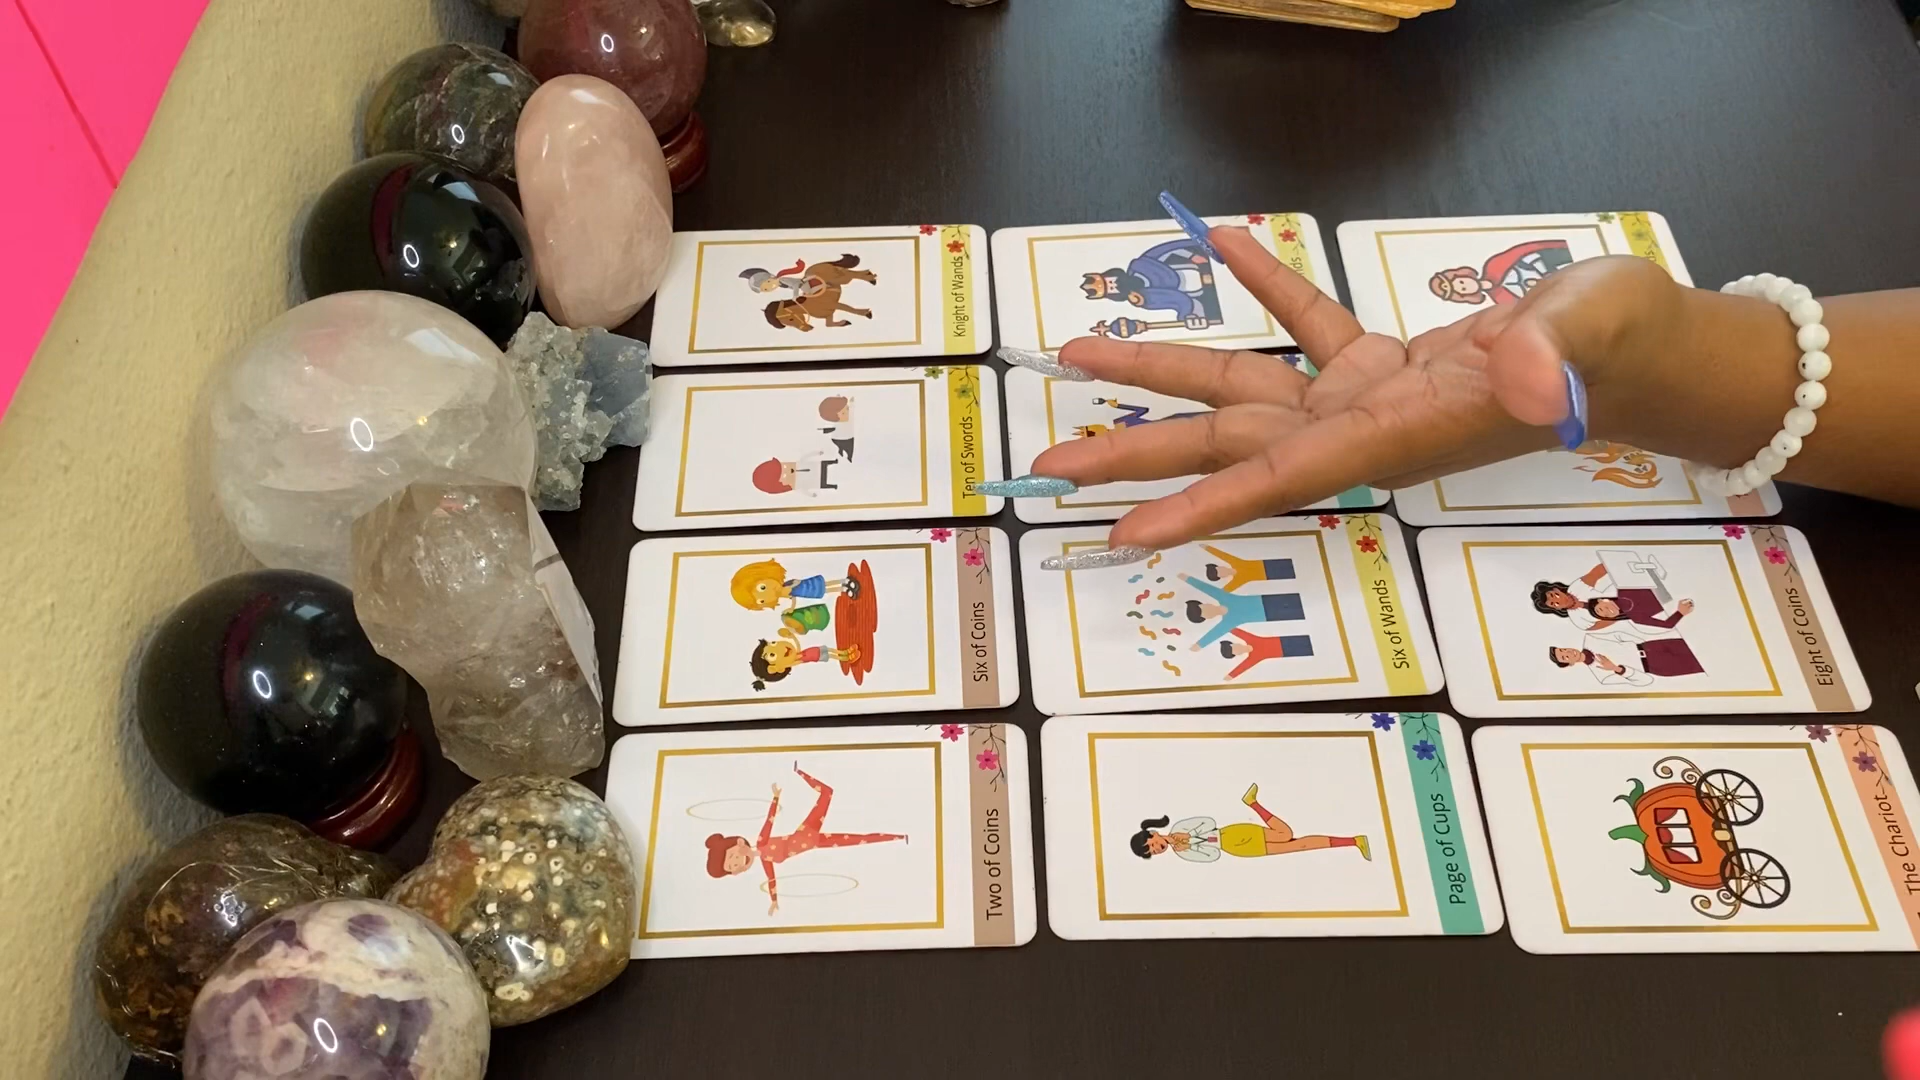 Knight of Wands
Ten of Swords
Six of Coins
Six of Wands
Eight of Coins
Two of Coins
Page of Cups
The Chariot